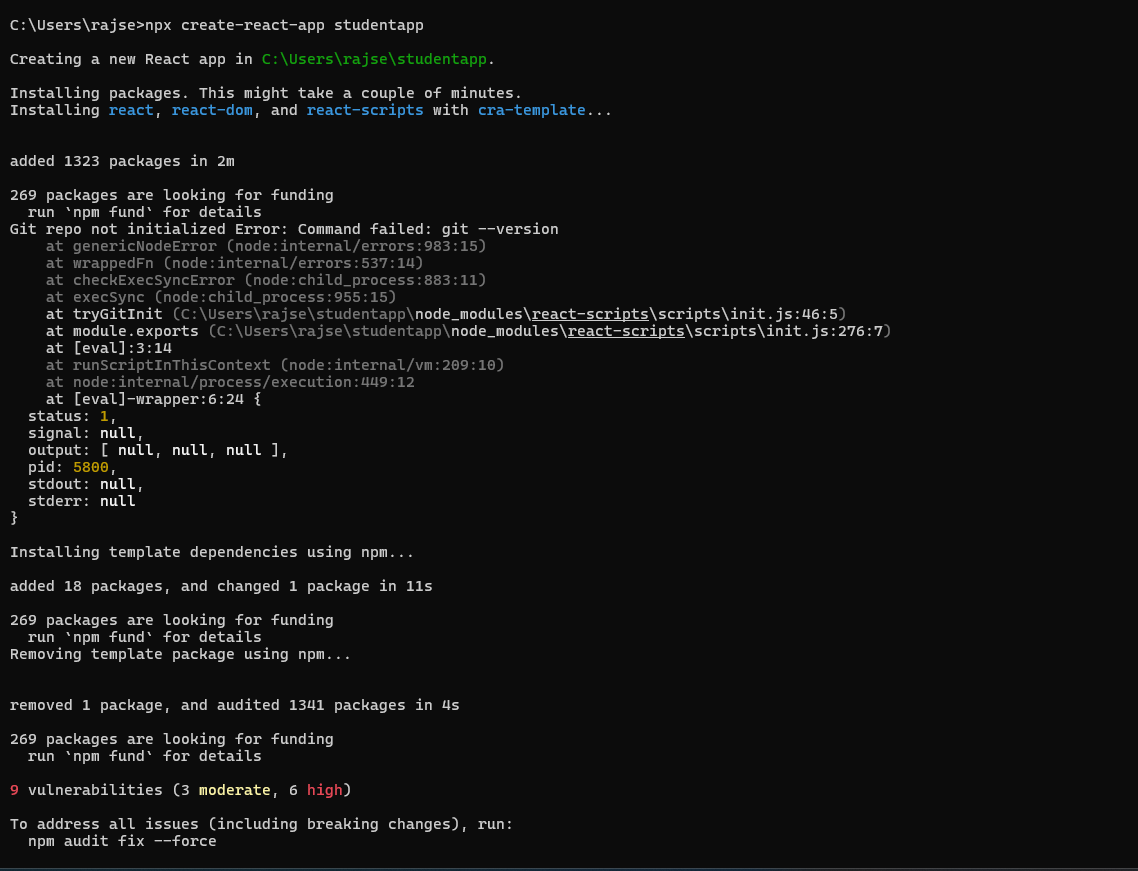 C:\Users\rajse>npx create-react-app studentapp
Creating a new React app in C:\Users\rajse\studentapp.
Installing packages. This might take a couple of minutes.
Installing react, react-dom, and react-scripts with cra-template...
added 1323 packages in 2m
269 packages are looking for funding
  run `npm fund` for details
Git repo not initialized Error: Command failed: git --version
    at genericNodeError (node:internal/errors:983:15)
    at wrappedFn (node:internal/errors:537:14)
    at checkExecSyncError (node:child_process:883:11)
    at execSync (node:child_process:955:15)
    at tryGitInit (C:\Users\rajse\studentapp\node_modules\react-scripts\scripts\init.js:46:5)
    at module.exports (C:\Users\rajse\studentapp\node_modules\react-scripts\scripts\init.js:276:7)
    at [eval]:3:14
    at runScriptInThisContext (node:internal/vm:209:10)
    at node:internal/process/execution:449:12
    at [eval]-wrapper:6:24 {
  status: 1,
  signal: null,
  output: [ null, null, null ],
  pid: 5800,
  stdout: null,
  stderr: null
}
Installing template dependencies using npm...
added 18 packages, and changed 1 package in 11s
269 packages are looking for funding
  run `npm fund` for details
Removing template package using npm...
removed 1 package, and audited 1341 packages in 4s
269 packages are looking for funding
  run `npm fund` for details
9 vulnerabilities (3 moderate, 6 high)
To address all issues (including breaking changes), run:
  npm audit fix --force